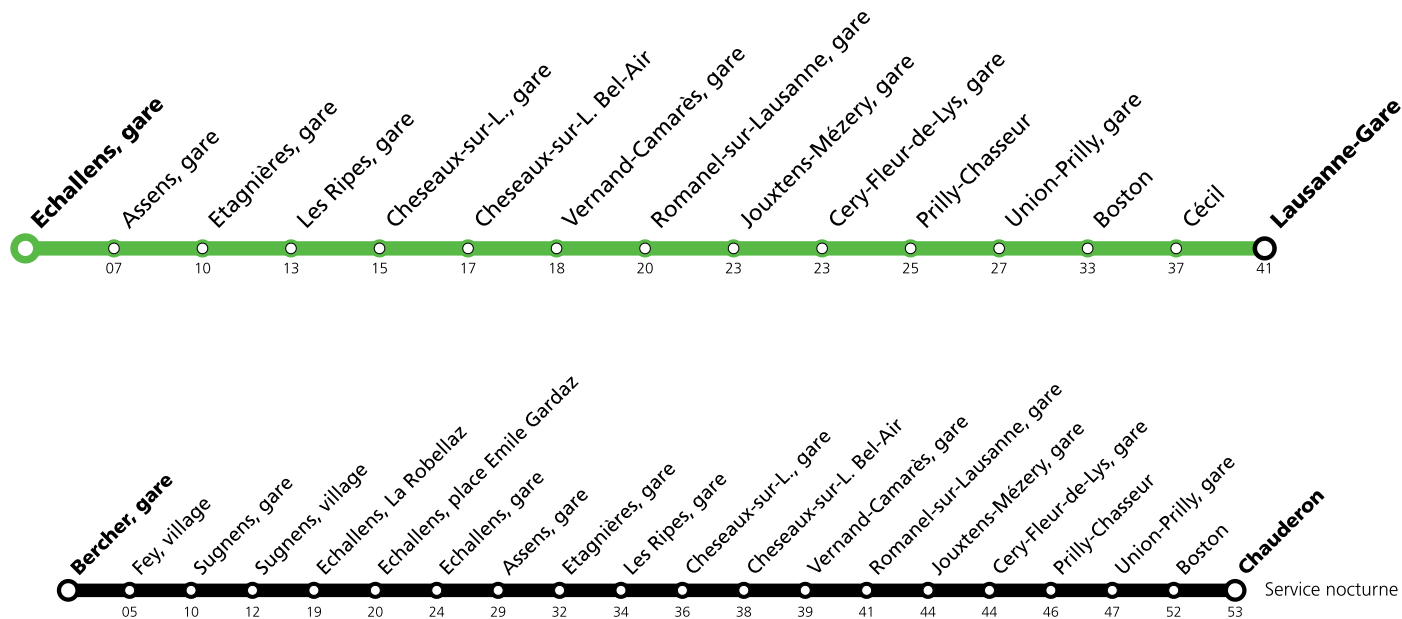 Echallens, gare
Assens, gare
Etagnières, gare
Les Ripes, gare
Cheseaux-sur-L., gare
Cheseaux-sur-L. Bel-Air
Vernand-Camarès, gare
Romanel-sur-Lausanne, gare
Jouxtens-Mézery, gare
Cery-Fleur-de-Lys, gare
Prilly-Chasseur
Union-Prilly, gare
Boston
Cécil
Lausanne-Gare
07 10 13 15 17 18 20 23 23 25 27 33 37 41
Bercher, gare
Fey, village
Sugnens, gare
Sugnens, village
Echallens, La Robellaz
Echallens, place Emile Gardaz
Echallens, gare
Assens, gare
Etagnières, gare
Les Ripes, gare
Cheseaux-sur-L., gare
Cheseaux-sur-L. Bel-Air
Vernand-Camarès, gare
Romanel-sur-Lausanne, gare
Jouxtens-Mézery, gare
Cery-Fleur-de-Lys, gare
Prilly-Chasseur
Union-Prilly, gare
Boston
Chauderon
Service nocturne
05 10 12 19 20 24 29 32 34 36 38 39 41 44 44 46 47 52 53